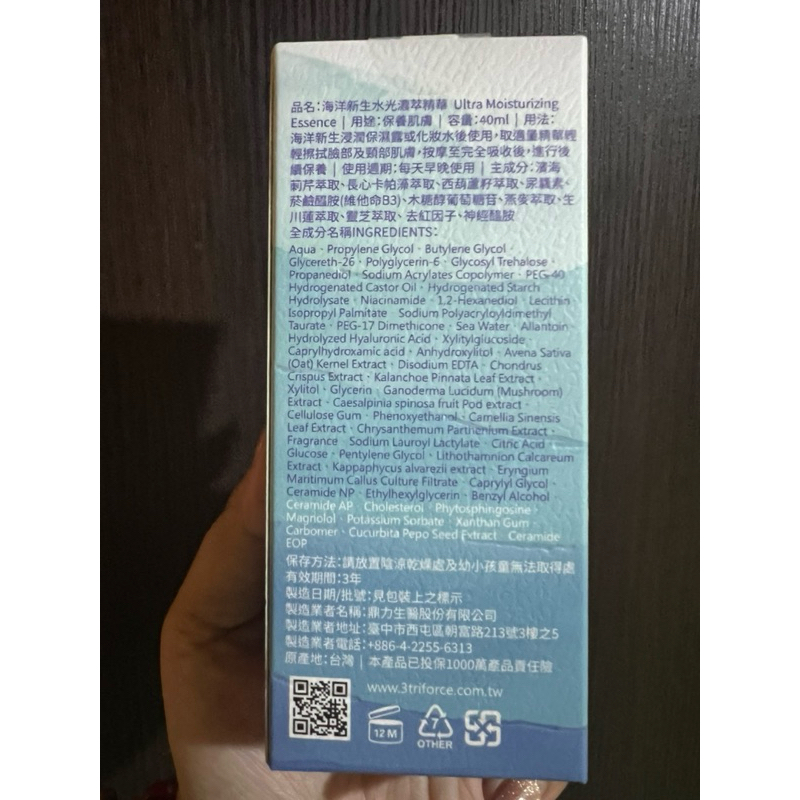 品名：海洋新生水光濃萃精華 Ultra Moisturizing
Essence｜用途：保養肌膚｜容量：40ml｜用法：
海洋新生浸潤保濕露或化妝水後使用，取適量精華輕
輕擦拭臉部及頸部肌膚，按摩至完全吸收後，進行後
續保養｜使用週期：每天早晚使用｜主成分：濱海
薊芹萃取、長心卡帕藻萃取、西葫蘆籽萃取、尿囊素、
菸鹼醯胺(維他命B3)、木糖醇葡萄糖苷、燕麥萃取、生
川蓮萃取、靈芝萃取、去紅因子、神經醯胺
全成分名稱INGREDIENTS：
Aqua、Propylene Glycol、Butylene Glycol、
Glycereth-26、Polyglycerin-6、Glycosyl Trehalose、
Propanediol、Sodium Acrylates Copolymer、PEG-40
Hydrogenated Castor Oil、Hydrogenated Starch
Hydrolysate、Niacinamide、1,2-Hexanediol、Lecithin、
Isopropyl Palmitate、Sodium Polyacryloyldimethyl
Taurate、PEG-17 Dimethicone、Sea Water、Allantoin、
Hydrolyzed Hyaluronic Acid、Xylitylglucoside、
Caprylhydroxamic acid、Anhydroxylitol、Avena Sativa
(Oat) Kernel Extract、Disodium EDTA、Chondrus
Crispus Extract、Kalanchoe Pinnata Leaf Extract、
Xylitol、Glycerin、Ganoderma Lucidum (Mushroom)
Extract、Caesalpinia spinosa fruit Pod extract、
Cellulose Gum、Phenoxyethanol、Camellia Sinensis
Leaf Extract、Chrysanthemum Parthenium Extract、
Fragrance、Sodium Lauroyl Lactylate、Citric Acid、
Glucose、Pentylene Glycol、Lithothamnion Calcareum
Extract、Kappaphycus alvarezii extract、Eryngium
Maritimum Callus Culture Filtrate、Caprylyl Glycol、
Ceramide NP、Ethylhexylglycerin、Benzyl Alcohol、
Ceramide AP、Cholesterol、Phytosphingosine、
Magnolol、Potassium Sorbate、Xanthan Gum、
Carbomer、Cucurbita Pepo Seed Extract、Ceramide
EOP
保存方法：請放置陰涼乾燥處及幼小孩童無法取得處
有效期間：3年
製造日期/批號：見包裝上之標示
製造業者名稱：鼎力生醫股份有限公司
製造業者地址：臺中市西屯區朝富路213號3樓之5
製造業者電話：+886-4-2255-6313
原產地：台灣｜本產品已投保1000萬產品責任險
www.3triforce.com.tw
12 M
7
OTHER